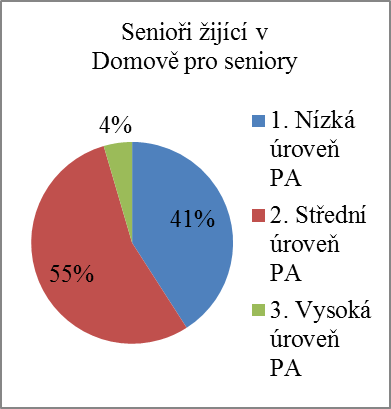 Senioři žijící v
Domově pro seniory
4%
41%
55%
1. Nízká
úroveň
PA
2. Střední
úroveň
PA
3. Vysoká
úroveň
PA